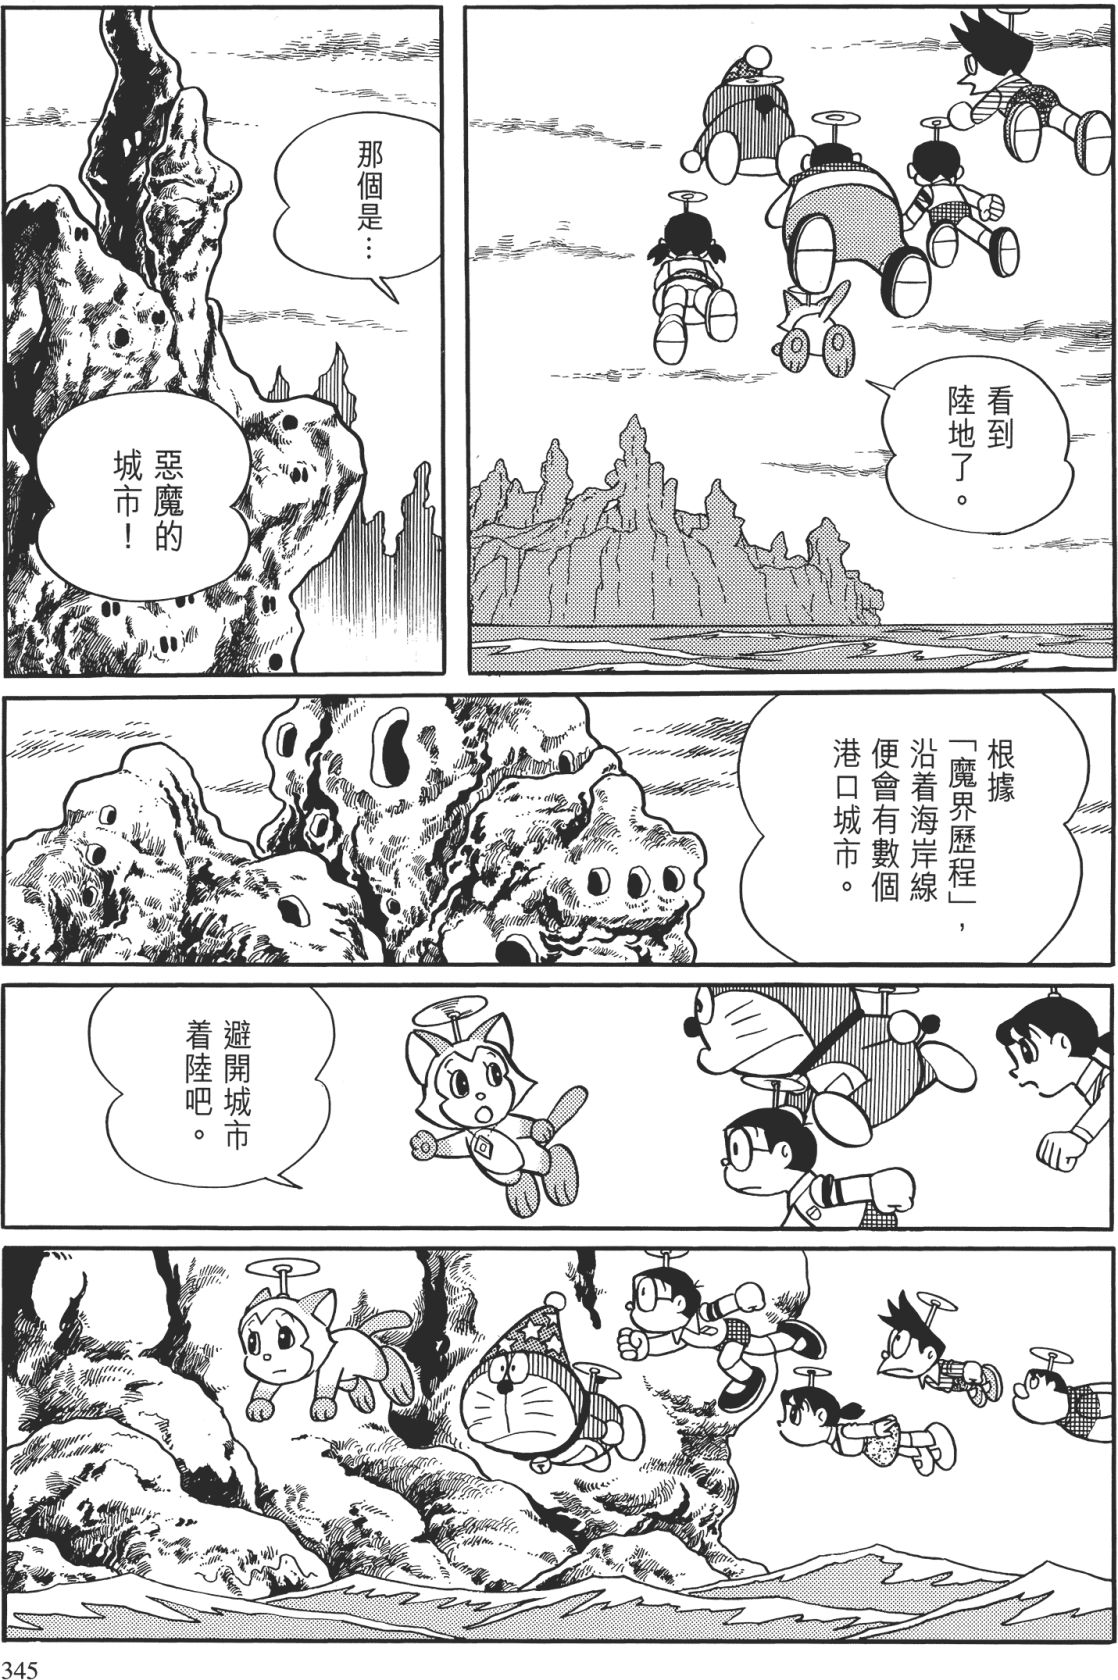 看到
陸地了。
那個是…
惡魔的
城市！
根據
「魔界歷程」，
沿着海岸線
便會有數個
港口城市。
避開城市
着陸吧。
345